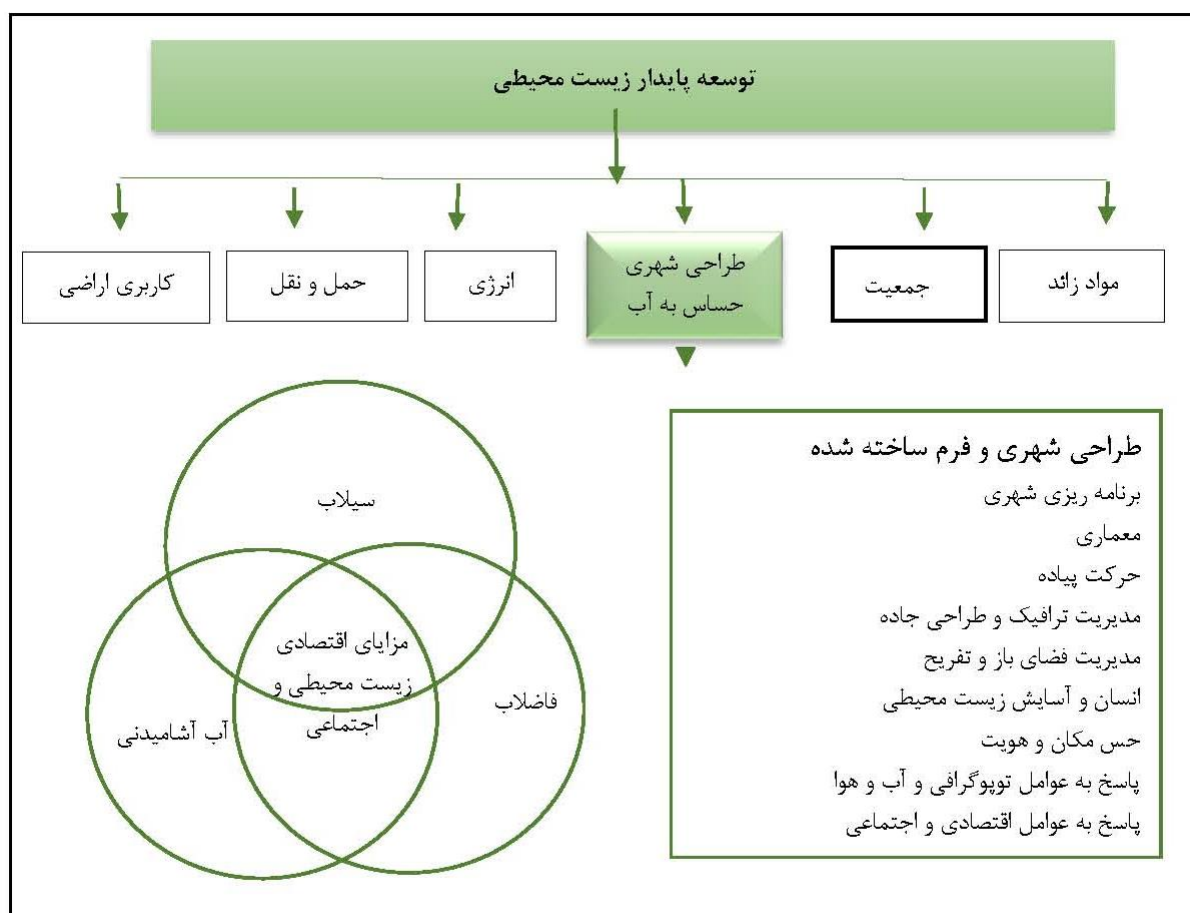 توسعه پایدار زیست محیطی
مواد زائد
جمعیت
طراحی شهری
حساس به آب
انرژی
حمل و نقل
کاربری اراضی
طراحی شهری و فرم ساخته شده
برنامه ریزی شهری
معماری
حرکت پیاده
مدیریت ترافیک و طراحی جاده
مدیریت فضای باز و تفریح
انسان و آسایش زیست محیطی
حس مکان و هویت
پاسخ به عوامل توپوگرافی و آب و هوا
پاسخ به عوامل اقتصادی و اجتماعی
سیلاب
مزایای اقتصادی
زیست محیطی و
اجتماعی
فاضلاب
آب آشامیدنی